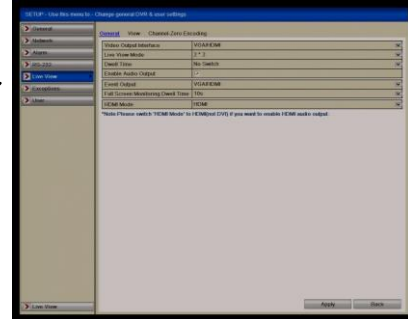 SETUP - Use this menu to - Change general DVR & user settings
General
Network
Alarm
RS-232
Live View
Exceptions
User
General View Channel-Zero Encoding
Video Output Interface VGA/HDMI
Live View Mode 2 * 2
Dwell Time No Switch
Enable Audio Output
Event Output VGA/HDMI
Full Screen Monitoring Dwell Time 10s
HDMI Mode HDMI
*Note:Please switch 'HDMI Mode' to HDMI(not DVI) if you want to enable HDMI audio output.
Apply Back
Live View